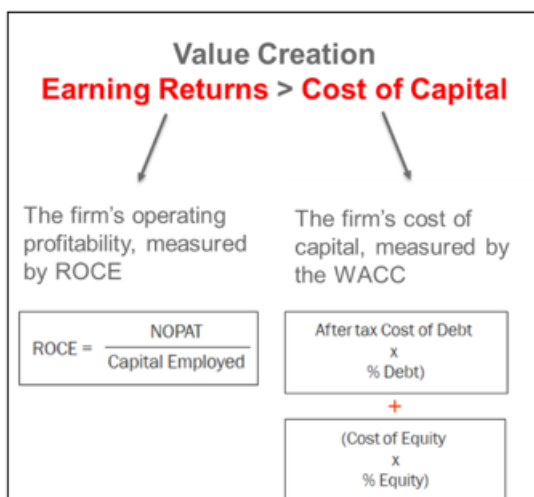 Value Creation
Earning Returns > Cost of Capital
The firm's operating
profitability, measured
by ROCE
ROCE = NOPAT
Capital Employed
The firm's cost of
capital, measured by
the WACC
After tax Cost of Debt
x
% Debt)
+
(Cost of Equity
x
% Equity)